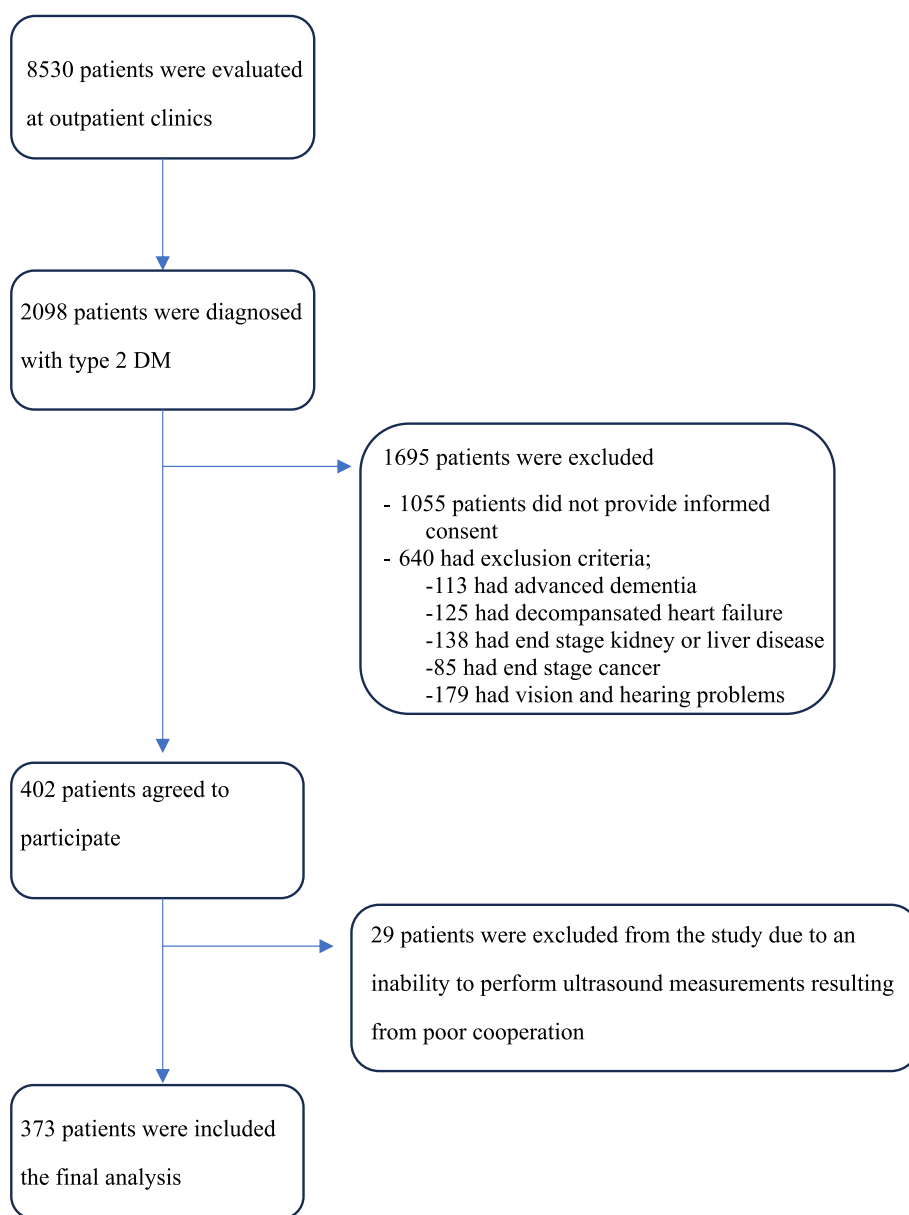 8530 patients were evaluated
at outpatient clinics
2098 patients were diagnosed
with type 2 DM
1695 patients were excluded
- 1055 patients did not provide informed
consent
- 640 had exclusion criteria;
-113 had advanced dementia
-125 had decompansated heart failure
-138 had end stage kidney or liver disease
-85 had end stage cancer
-179 had vision and hearing problems
402 patients agreed to
participate
29 patients were excluded from the study due to an
inability to perform ultrasound measurements resulting
from poor cooperation
373 patients were included
the final analysis